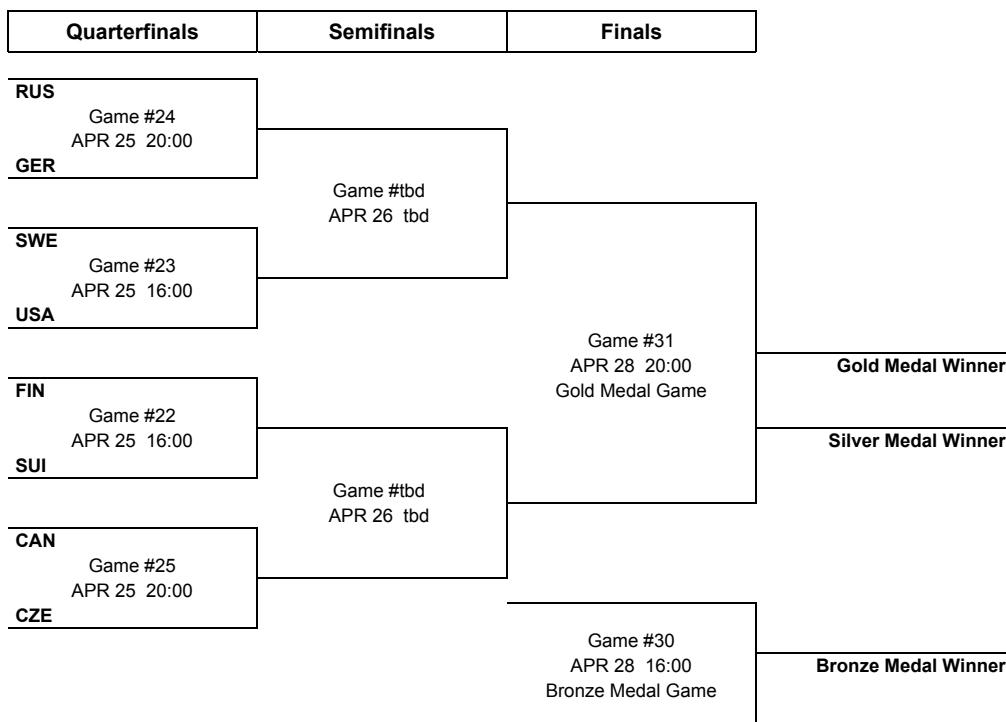 Quarterfinals Semifinals Finals
RUS
Game #24
APR 25 20:00
GER
Game #tbd
APR 26 tbd
SWE
Game #23
APR 25 16:00
USA
Game #31
APR 28 20:00
Gold Medal Game
Gold Medal Winner
FIN
Game #22
APR 25 16:00
SUI
Silver Medal Winner
Game #tbd
APR 26 tbd
CAN
Game #25
APR 25 20:00
CZE
Game #30
APR 28 16:00
Bronze Medal Game
Bronze Medal Winner